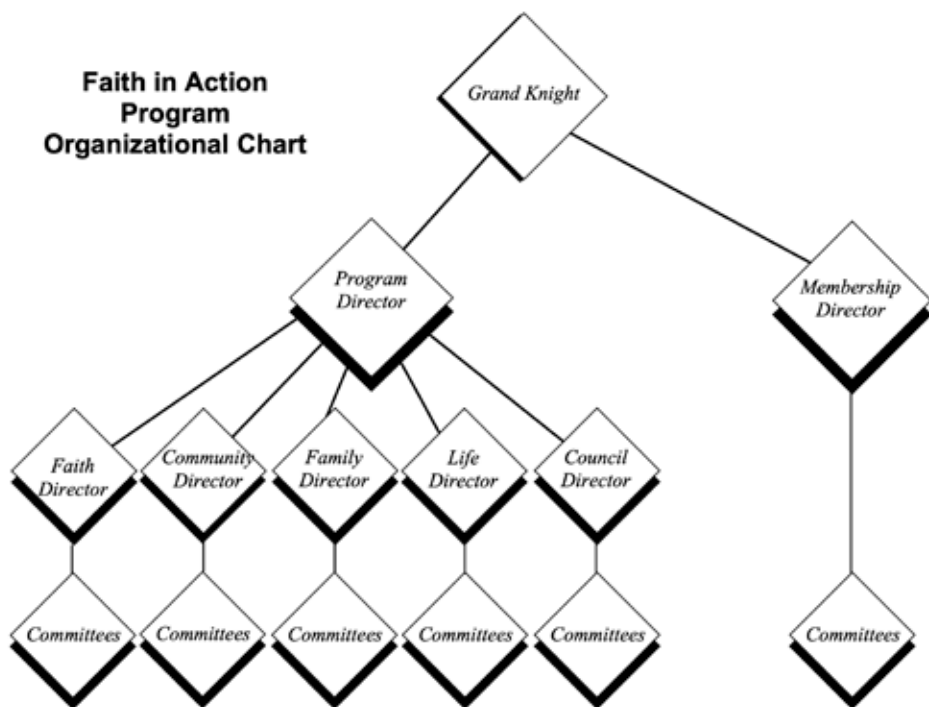 Faith in Action
Program
Organizational Chart
Grand Knight
Program
Director
Membership
Director
Faith
Director
Community
Director
Family
Director
Life
Director
Council
Director
Committees
Committees
Committees
Committees
Committees
Committees